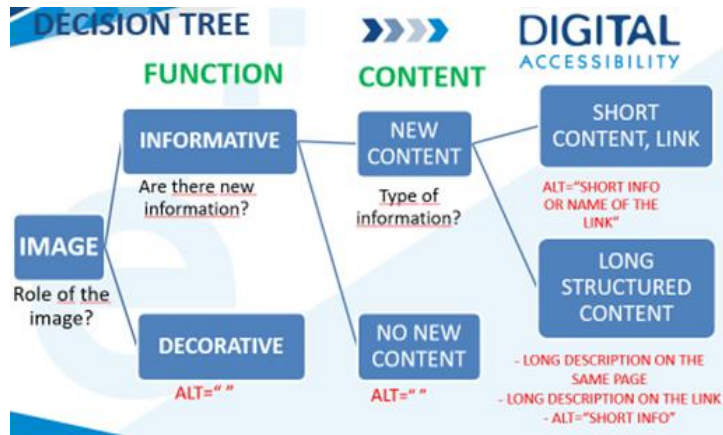 DECISION TREE
DIGITAL
ACCESSIBILITY
FUNCTION
CONTENT
IMAGE
Role of the
image?
INFORMATIVE
Are there new
information?
DECORATIVE
ALT=“ ”
NEW
CONTENT
Type of
information?
NO NEW
CONTENT
ALT=“ ”
SHORT
CONTENT, LINK
ALT=“SHORT INFO
OR NAME OF THE
LINK”
LONG
STRUCTURED
CONTENT
- LONG DESCRIPTION ON THE
SAME PAGE
- LONG DESCRIPTION ON THE LINK
- ALT=“SHORT INFO”